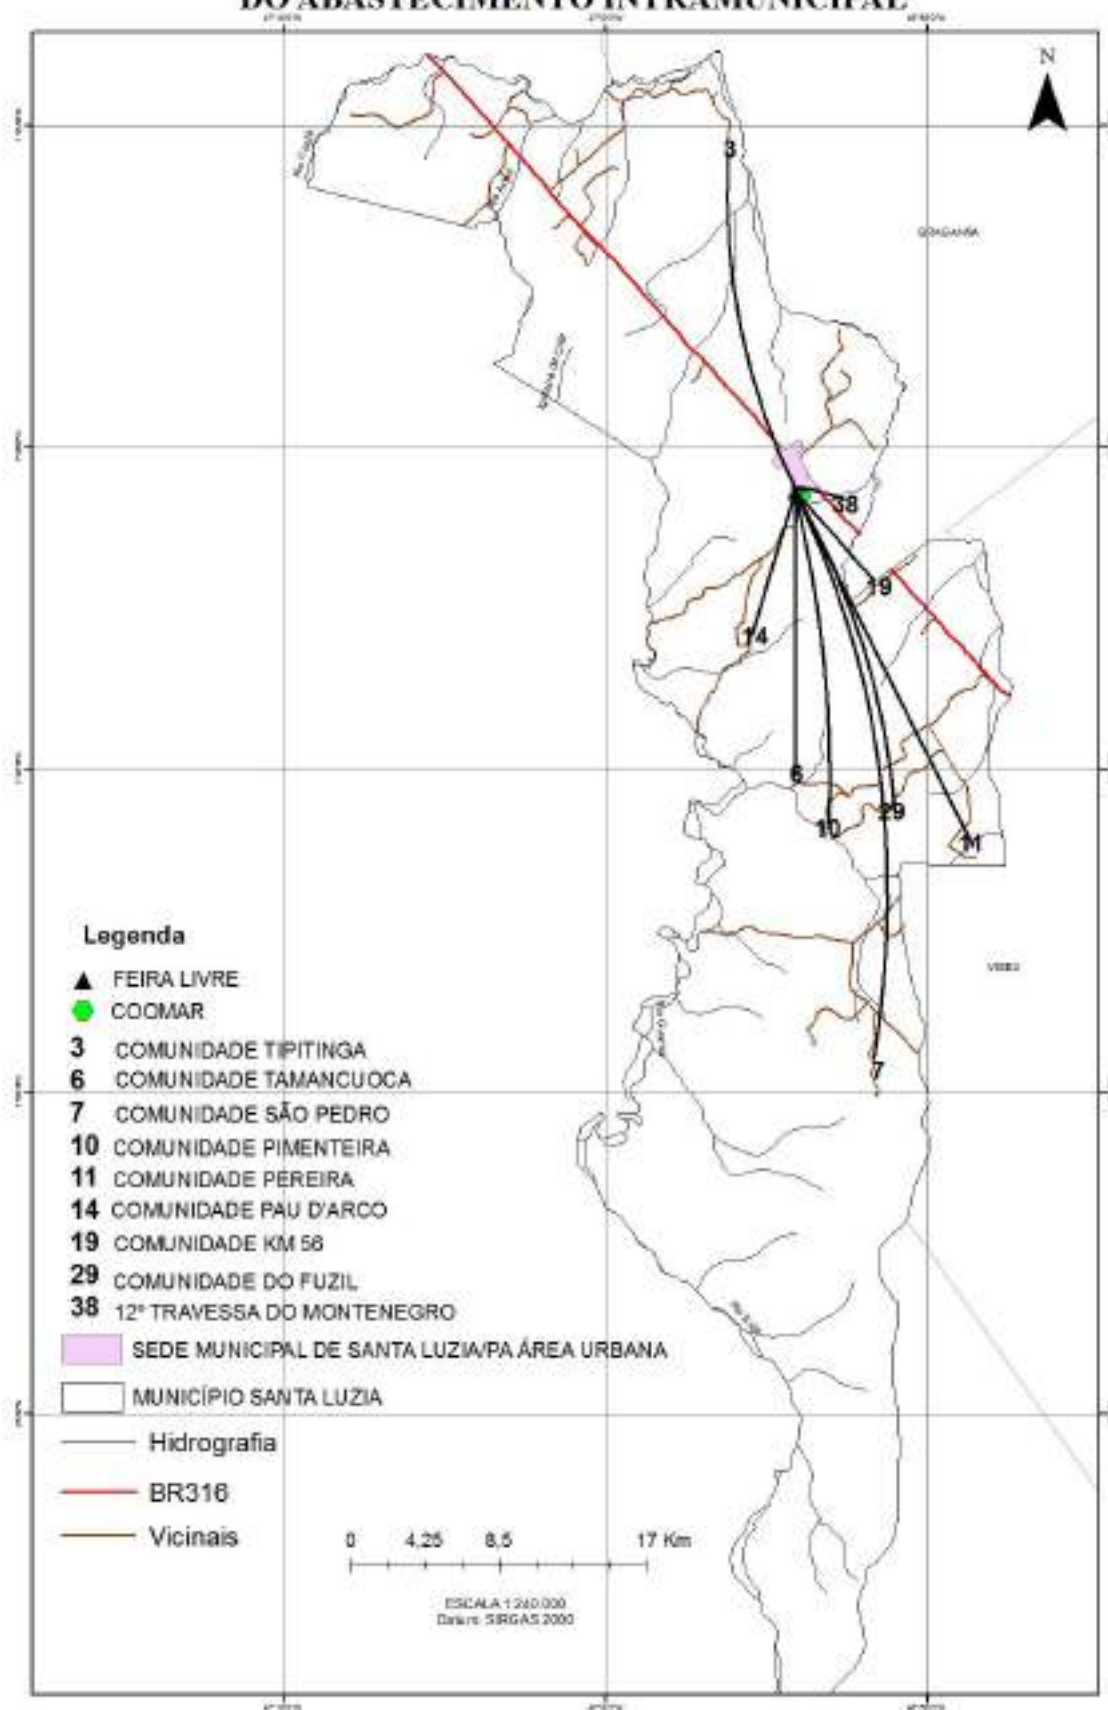 DO ABASTECIMENTO INTRAMUNICIPAL
N
3
38
19
14
6
29
10
11
7
VISEU
Legenda
FEIRA LIVRE
COOMAR
3 COMUNIDADE TIPITINGA
6 COMUNIDADE TAMANCUOCA
7 COMUNIDADE SÃO PEDRO
10 COMUNIDADE PIMENTEIRA
11 COMUNIDADE PEREIRA
14 COMUNIDADE PAU D'ARCO
19 COMUNIDADE KM 56
29 COMUNIDADE DO FUZIL
38 12º TRAVESSA DO MONTENEGRO
SEDE MUNICIPAL DE SANTA LUZIA/PA ÁREA URBANA
MUNICÍPIO SANTA LUZIA
Hidrografia
BR316
Vicinais
0 4,25 8,5 17 Km
ESCALA 1:240.000
Datum: SIRGAS 2000